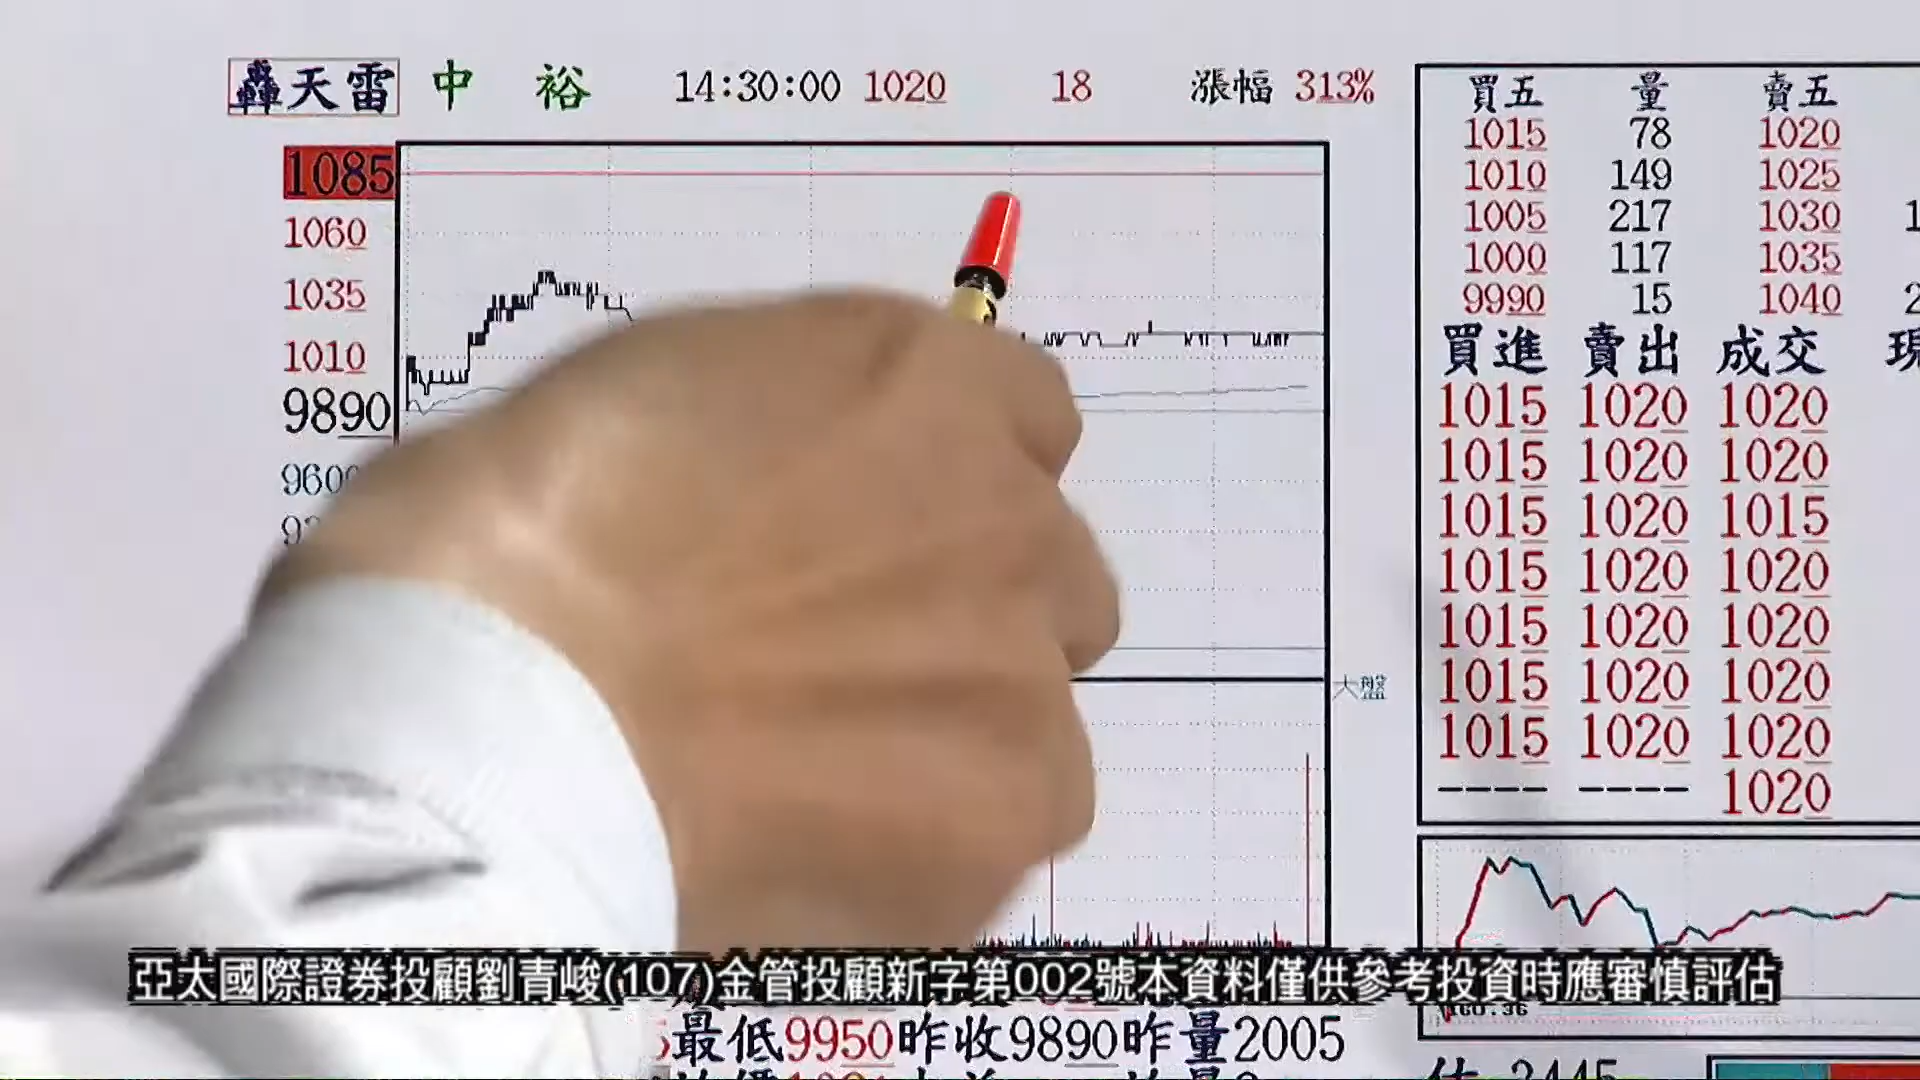 轟天雷 中 裕 14:30:00 1020 18 漲幅 313%
1085
1060
1035
1010
9890
960
買五 量 賣五
1015 78 1020
1010 149 1025
1005 217 1030
1000 117 1035
9990 15 1040
買進 賣出 成交 現
1015 1020 1020
1015 1020 1020
1015 1020 1015
1015 1020 1020
1015 1020 1020
1015 1020 1020
1015 1020 1020
---- ---- 1020
大盤
亞太國際證券投顧劉青峻(107)金管投顧新字第002號本資料僅供參考投資時應審慎評估
最低9950昨收9890昨量2005